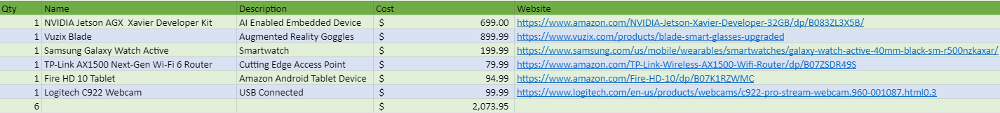 Qty Name Description Cost Website
1 NVIDIA Jetson AGX  Xavier Developer Kit AI Enabled Embedded Device $ 699.00 https://www.amazon.com/NVIDIA-Jetson-Xavier-Developer-32GB/dp/B083ZL3X5B/
1 Vuzix Blade Augmented Reality Goggles $ 899.99 https://www.vuzix.com/products/blade-smart-glasses-upgraded
1 Samsung Galaxy Watch Active Smartwatch $ 199.99 https://www.samsung.com/us/mobile/wearables/smartwatches/galaxy-watch-active-40mm-black-sm-r500nzkaxar/
1 TP-Link AX1500 Next-Gen Wi-Fi 6 Router Cutting Edge Access Point $ 79.99 https://www.amazon.com/TP-Link-Wireless-AX1500-Wifi-Router/dp/B07ZSDR49S
1 Fire HD 10 Tablet Amazon Android Tablet Device $ 94.99 https://www.amazon.com/Fire-HD-10/dp/B07K1RZWMC
1 Logitech C922 Webcam USB Connected $ 99.99 https://www.logitech.com/en-us/products/webcams/c922-pro-stream-webcam.960-001087.html0.3
6 $ 2,073.95